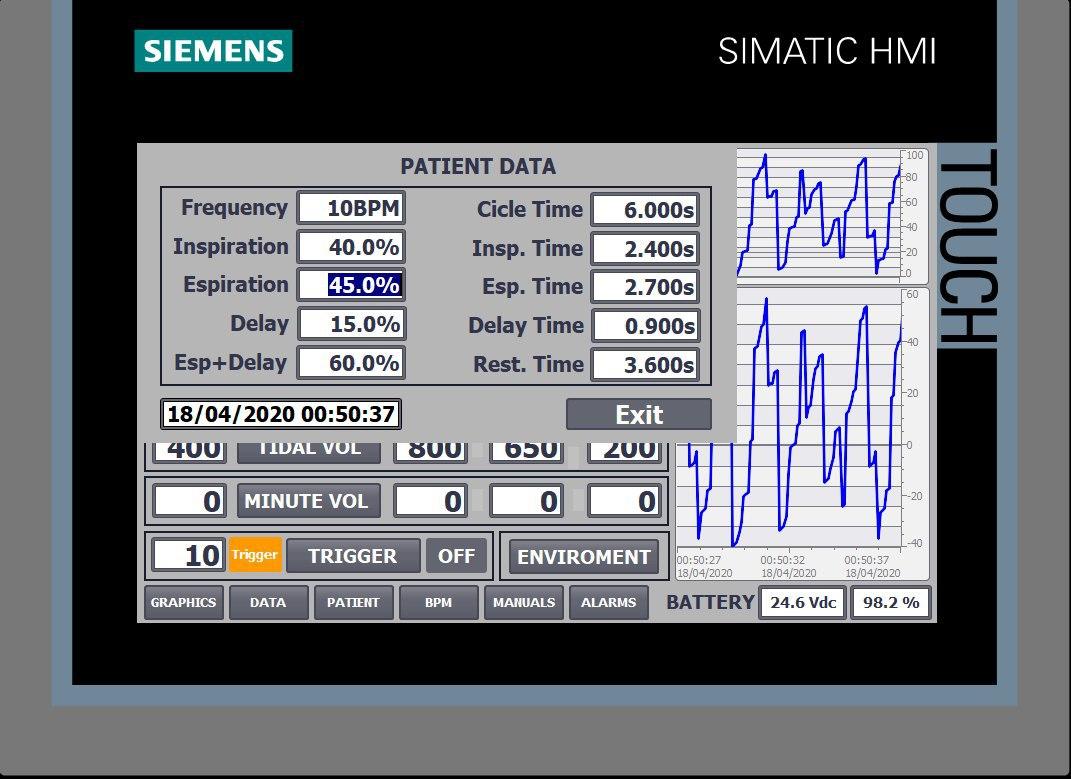 SIEMENS
SIMATIC HMI
TOUCH
PATIENT DATA
Frequency 10BPM Cicle Time 6.000s
Inspiration 40.0% Insp. Time 2.400s
Espiration 45.0% Esp. Time 2.700s
Delay 15.0% Delay Time 0.900s
Esp+Delay 60.0% Rest. Time 3.600s
18/04/2020 00:50:37 Exit
400 TIDAL VOL 800 650 200
0 MINUTE VOL 0 0 0
10 Trigger TRIGGER OFF ENVIROMENT
GRAPHICS DATA PATIENT BPM MANUALS ALARMS BATTERY 24.6 Vdc 98.2 %
100
80
60
40
20
0
60
40
20
0
-20
-40
00:50:27 00:50:32 00:50:37
18/04/2020 18/04/2020 18/04/2020